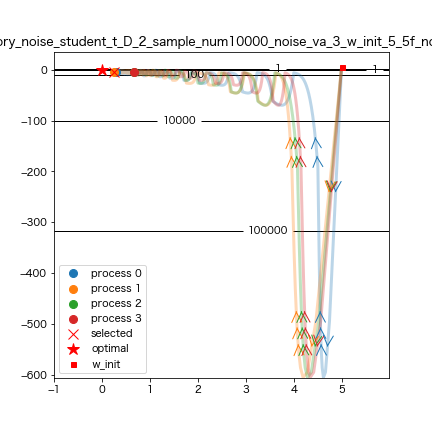 ory_noise_student_t_D_2_sample_num10000_noise_va_3_w_init_5_5f_no
0
−100
−200
−300
−400
−500
−600
−1
0
1
2
3
4
5
1
1
100
10000
100000
process 0
process 1
process 2
process 3
selected
optimal
w_init